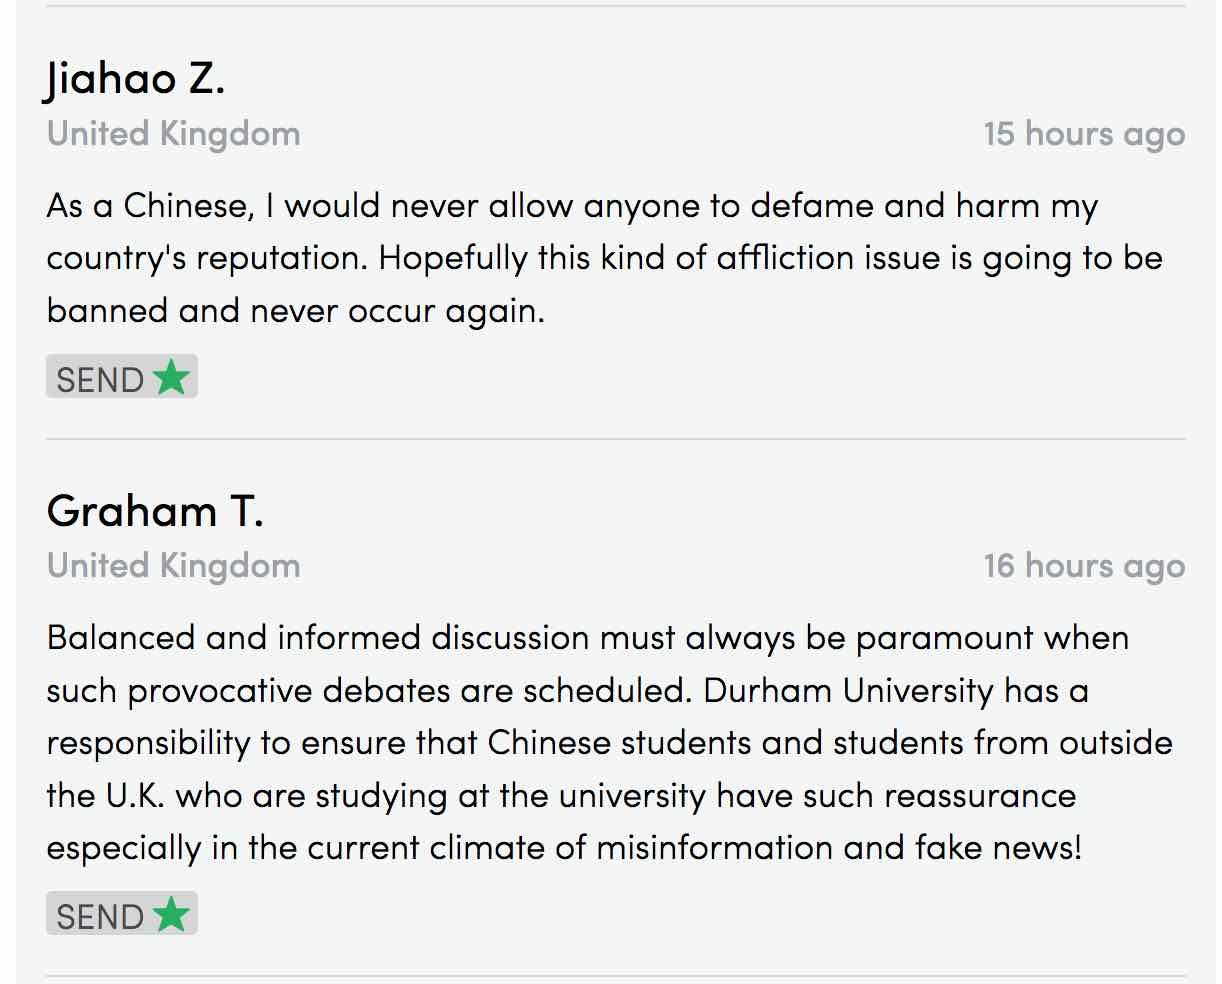 Jiahao Z.
United Kingdom 15 hours ago
As a Chinese, I would never allow anyone to defame and harm my
country's reputation. Hopefully this kind of affliction issue is going to be
banned and never occur again.
SEND
Graham T.
United Kingdom 16 hours ago
Balanced and informed discussion must always be paramount when
such provocative debates are scheduled. Durham University has a
responsibility to ensure that Chinese students and students from outside
the U.K. who are studying at the university have such reassurance
especially in the current climate of misinformation and fake news!
SEND